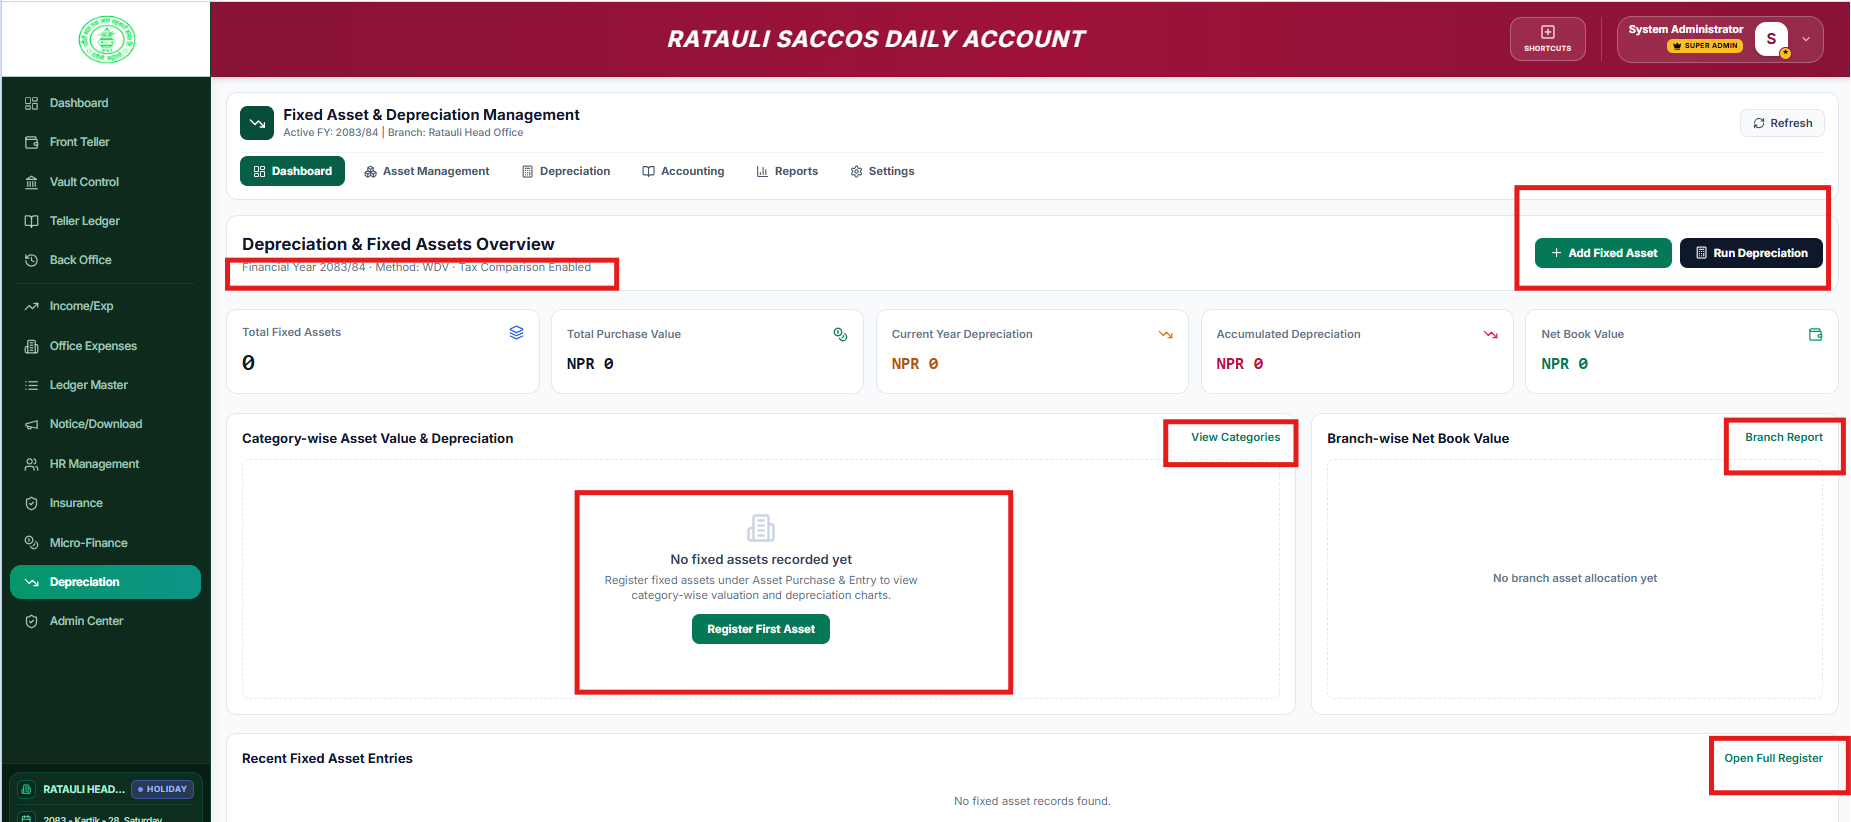 RATAULI SACCOS DAILY ACCOUNT
SHORTCUTS
System Administrator
SUPER ADMIN
S
Dashboard
Front Teller
Vault Control
Teller Ledger
Back Office
Income/Exp
Office Expenses
Ledger Master
Notice/Download
HR Management
Insurance
Micro-Finance
Depreciation
Admin Center
RATAULI HEAD... HOLIDAY
2083 - Kartik - 28, Saturday
Fixed Asset & Depreciation Management
Active FY: 2083/84 | Branch: Ratauli Head Office
Refresh
Dashboard Asset Management Depreciation Accounting Reports Settings
Depreciation & Fixed Assets Overview
Financial Year 2083/84 · Method: WDV · Tax Comparison Enabled
+ Add Fixed Asset Run Depreciation
Total Fixed Assets
0
Total Purchase Value
NPR 0
Current Year Depreciation
NPR 0
Accumulated Depreciation
NPR 0
Net Book Value
NPR 0
Category-wise Asset Value & Depreciation View Categories
No fixed assets recorded yet
Register fixed assets under Asset Purchase & Entry to view
category-wise valuation and depreciation charts.
Register First Asset
Branch-wise Net Book Value Branch Report
No branch asset allocation yet
Recent Fixed Asset Entries Open Full Register
No fixed asset records found.